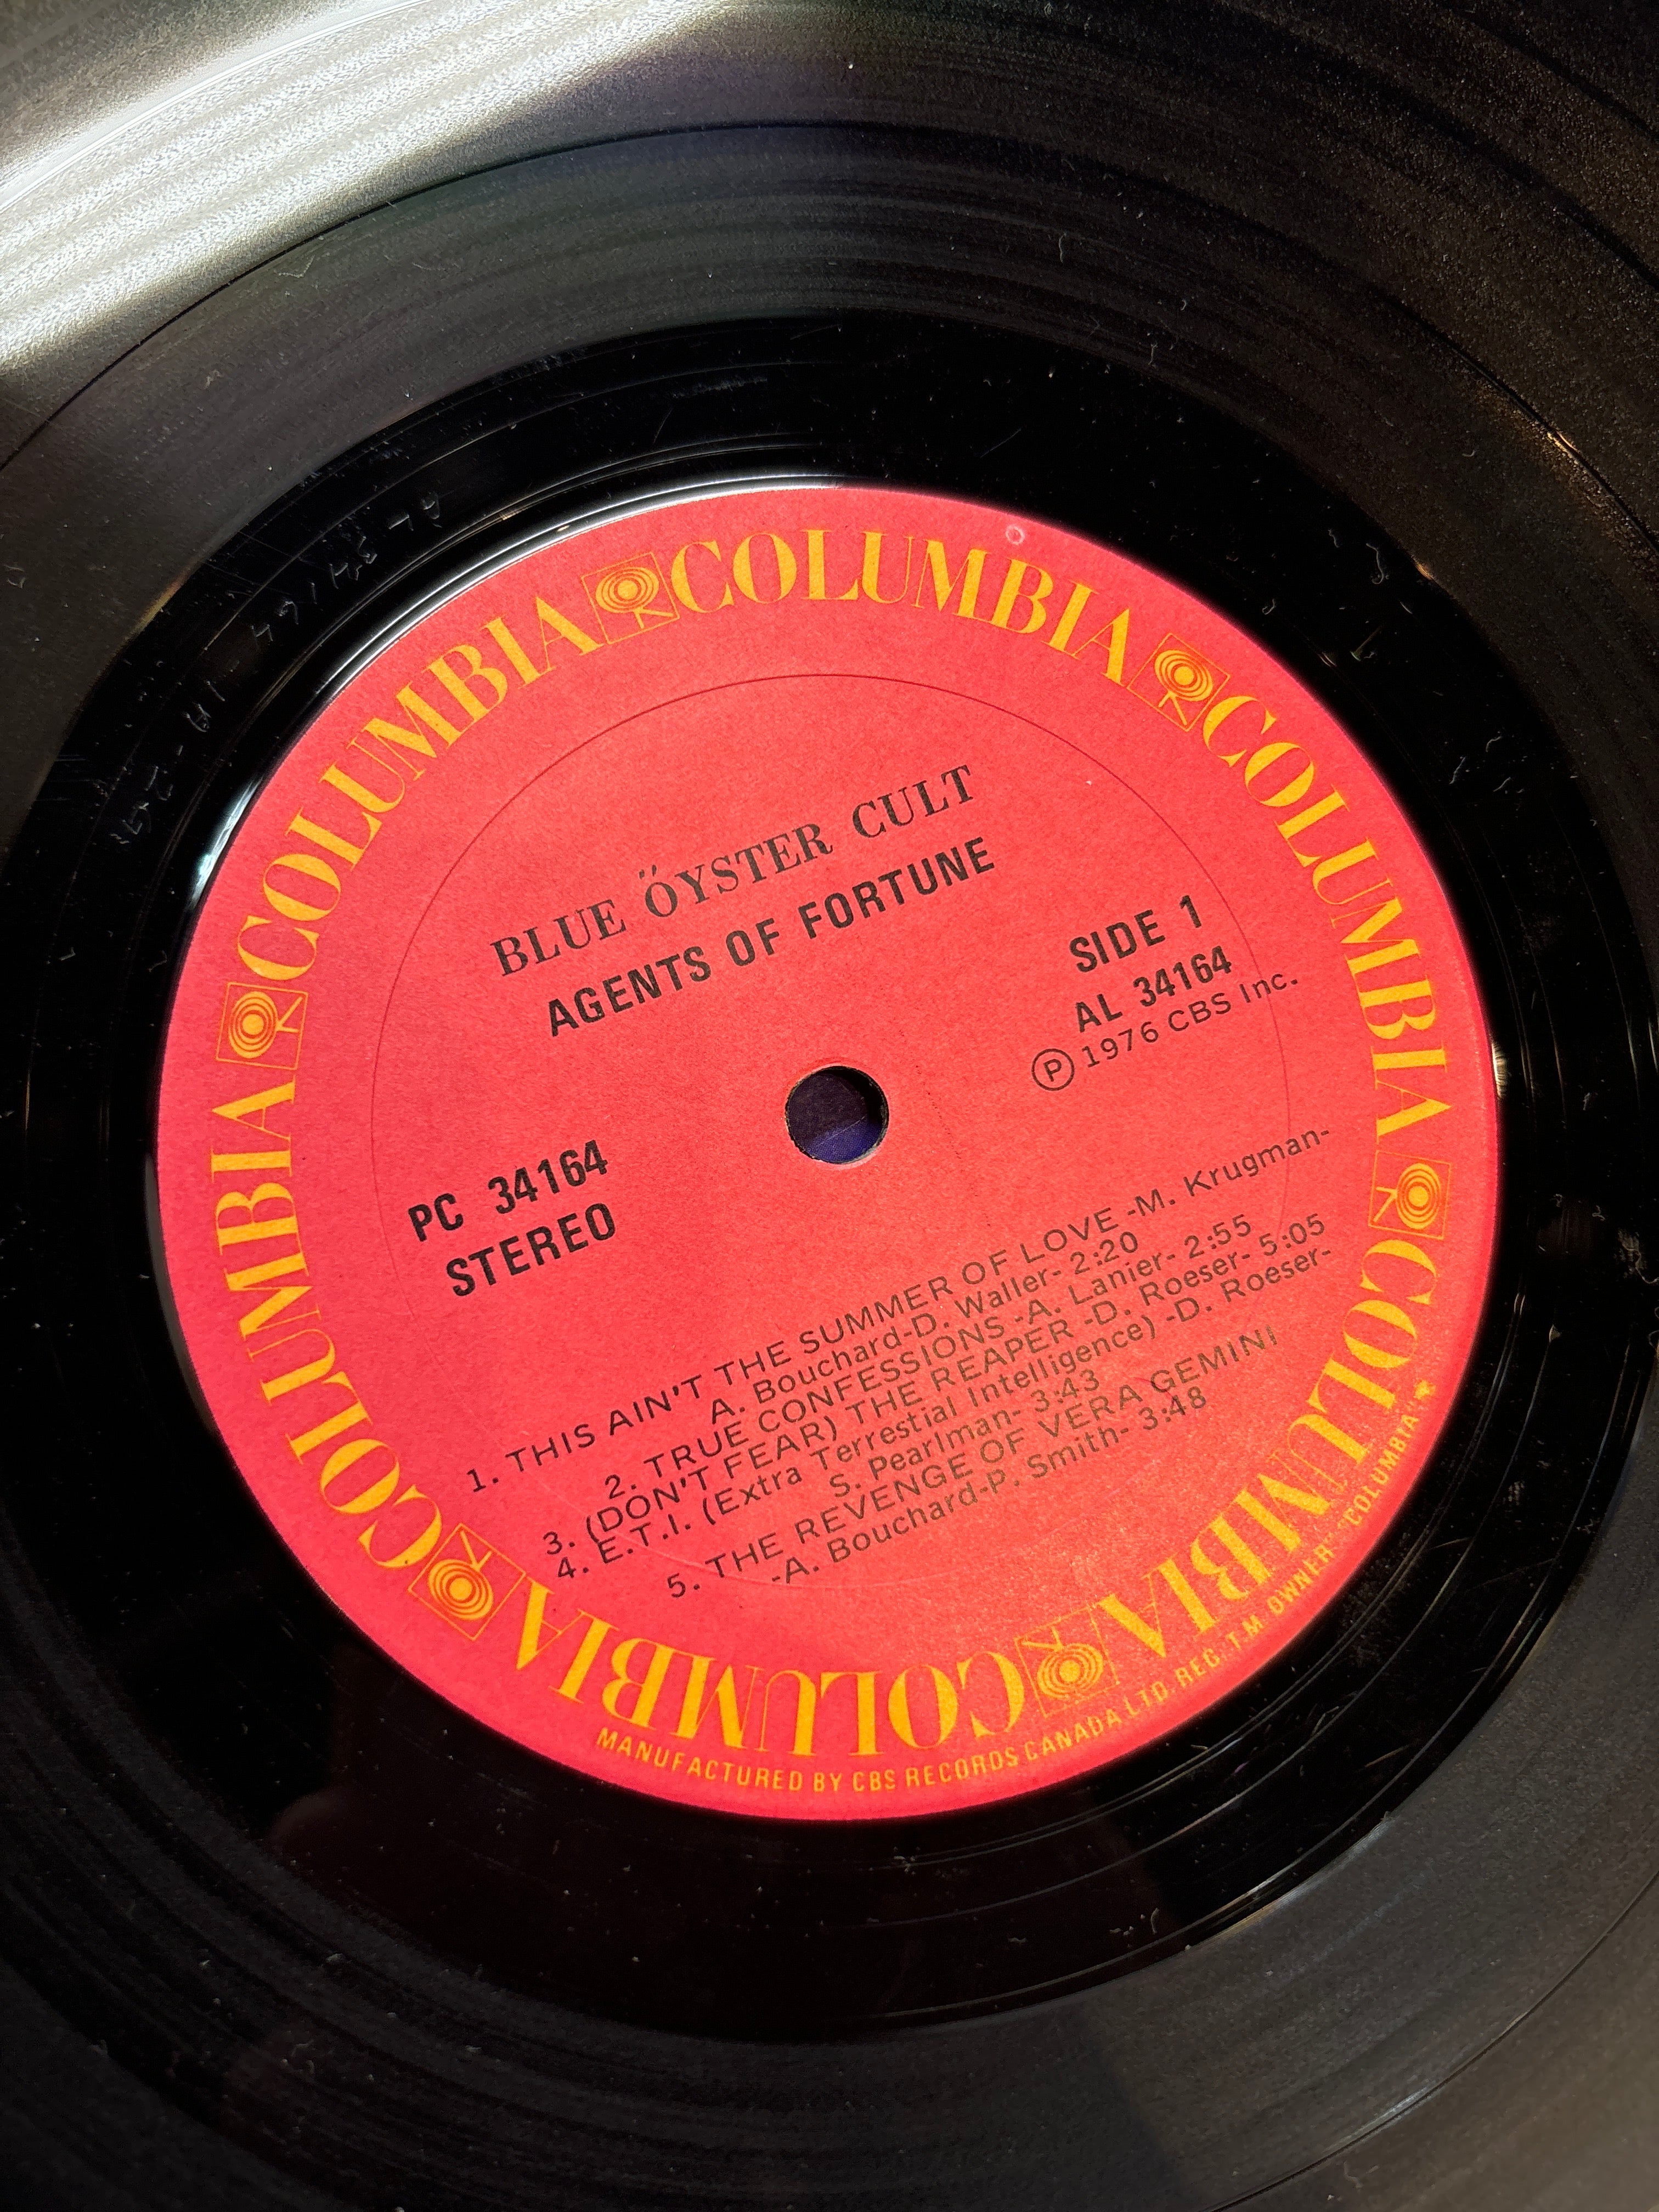 COLUMBIA COLUMBIA COLUMBIA COLUMBIA COLUMBIA COLUMBIA
BLUE ÖYSTER CULT
AGENTS OF FORTUNE
SIDE 1
AL 34164
Ⓟ 1976 CBS Inc.
PC 34164
STEREO
1. THIS AIN'T THE SUMMER OF LOVE -M. Krugman-
A. Bouchard-D. Waller- 2:20
2. TRUE CONFESSIONS -A. Lanier- 2:55
3. (DON'T FEAR) THE REAPER -D. Roeser- 5:05
4. E.T.I. (Extra Terrestial Intelligence) -D. Roeser-
S. Pearlman- 3:43
5. THE REVENGE OF VERA GEMINI
-A. Bouchard-P. Smith- 3:48
MANUFACTURED BY CBS RECORDS CANADA LTD. REG. T.M. OWNER "COLUMBIA"
AL-34164